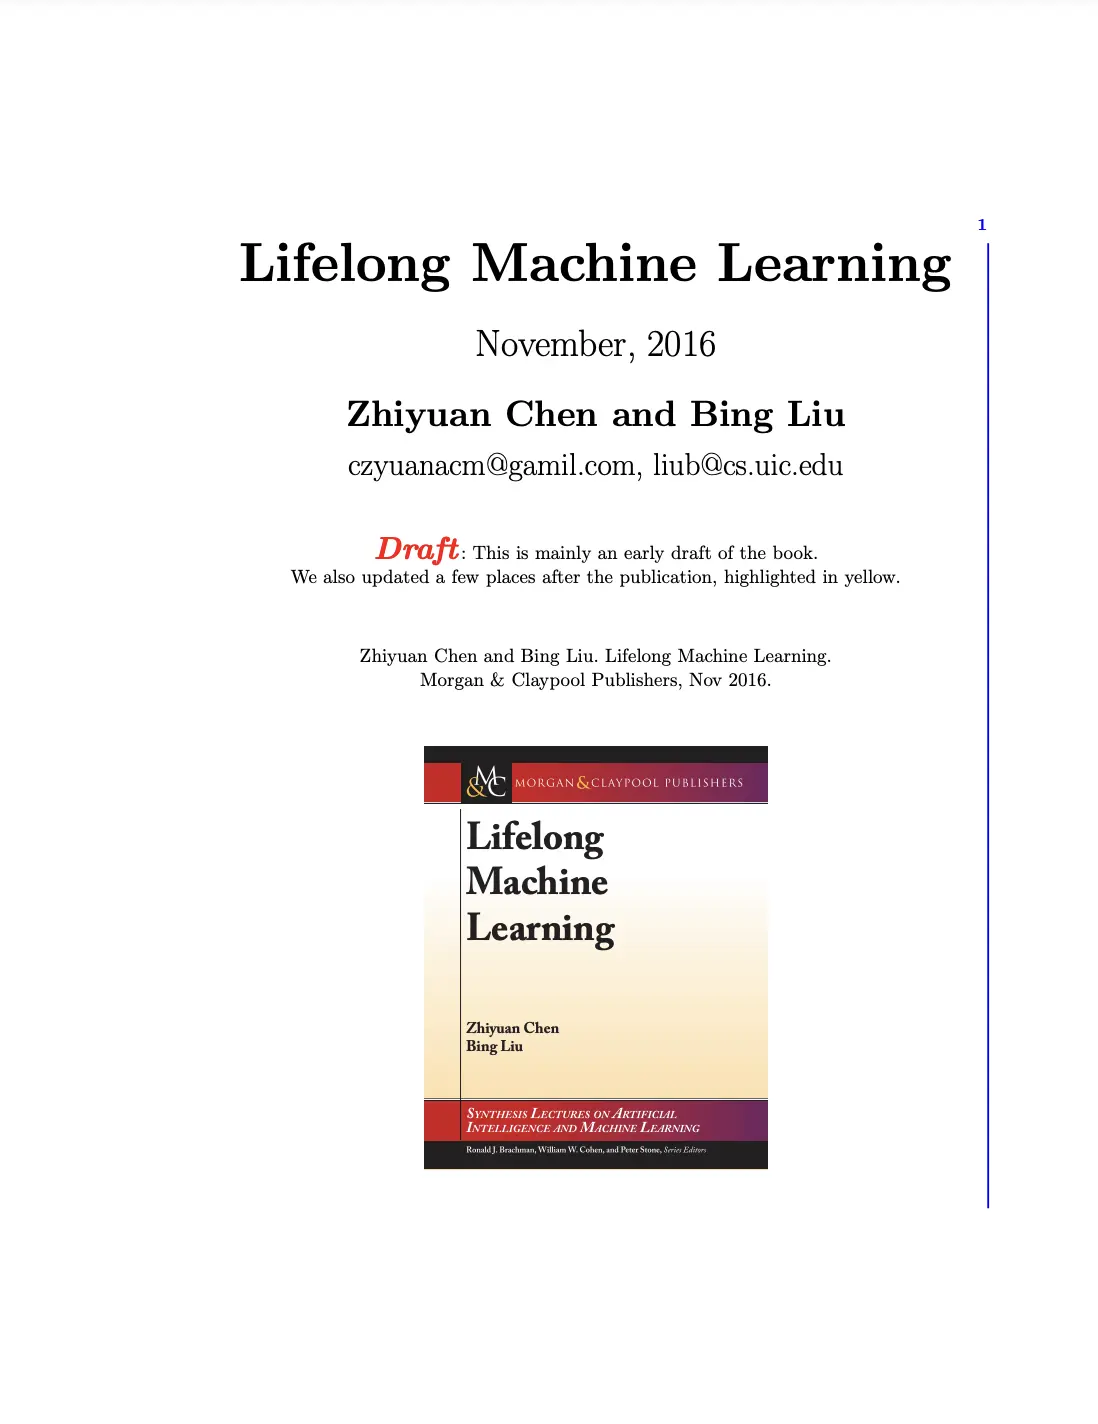 1
Lifelong Machine Learning
November, 2016
Zhiyuan Chen and Bing Liu
czyuanacm@gamil.com, liub@cs.uic.edu
Draft: This is mainly an early draft of the book.
We also updated a few places after the publication, highlighted in yellow.
Zhiyuan Chen and Bing Liu. Lifelong Machine Learning.
Morgan & Claypool Publishers, Nov 2016.
M&C MORGAN&CLAYPOOL PUBLISHERS
Lifelong
Machine
Learning
Zhiyuan Chen
Bing Liu
SYNTHESIS LECTURES ON ARTIFICIAL
INTELLIGENCE AND MACHINE LEARNING
Ronald J. Brachman, William W. Cohen, and Peter Stone, Series Editors